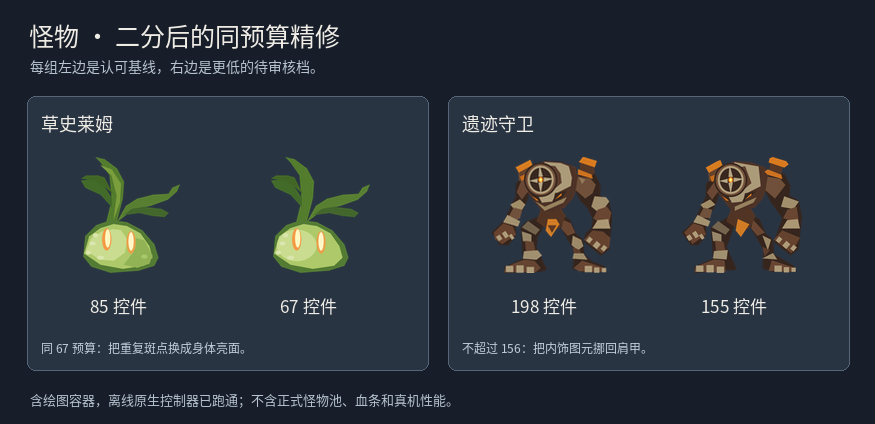 怪物 · 二分后的同预算精修
每组左边是认可基线，右边是更低的待审核档。
草史莱姆
85 控件
67 控件
同 67 预算：把重复斑点换成身体亮面。
遗迹守卫
198 控件
155 控件
不超过 156：把内饰图元挪回肩甲。
含绘图容器，离线原生控制器已跑通；不含正式怪物池、血条和真机性能。